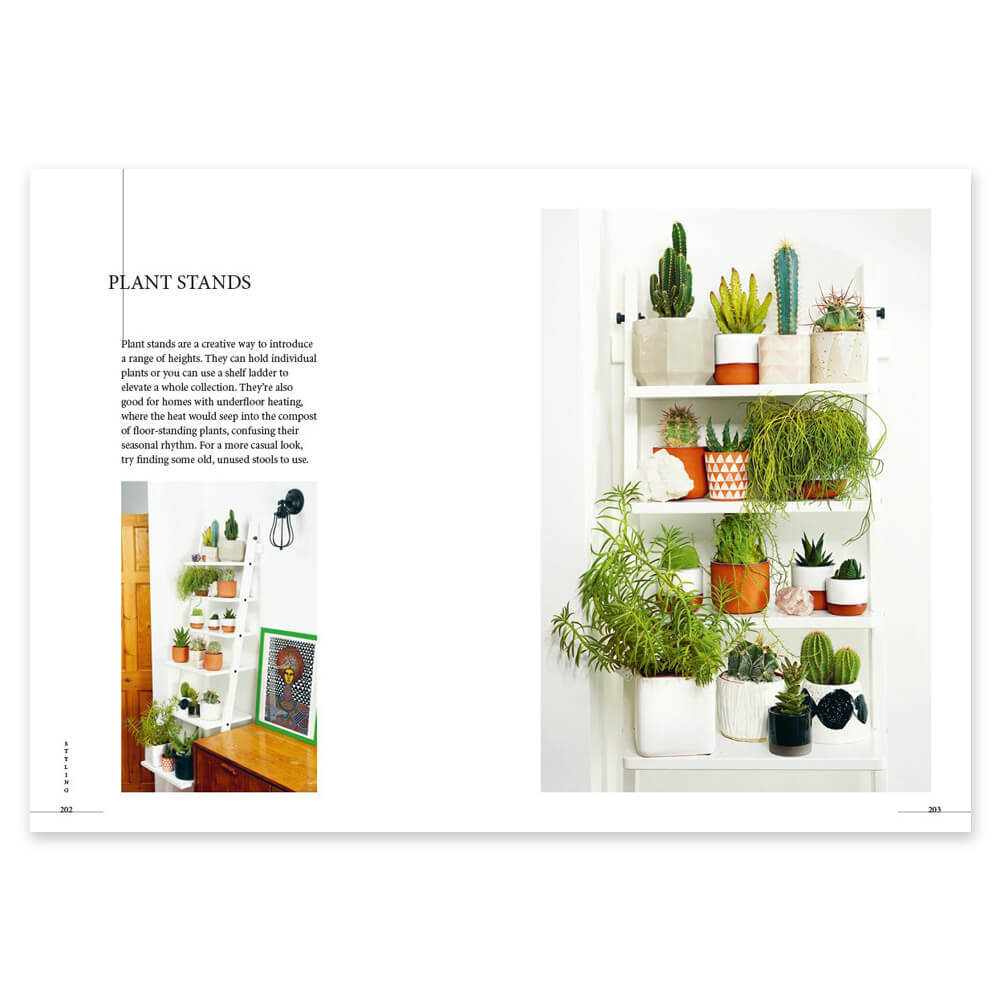 PLANT STANDS
Plant stands are a creative way to introduce
a range of heights. They can hold individual
plants or you can use a shelf ladder to
elevate a whole collection. They’re also
good for homes with underfloor heating,
where the heat would seep into the compost
of floor-standing plants, confusing their
seasonal rhythm. For a more casual look,
try finding some old, unused stools to use.
STYLING
202
203